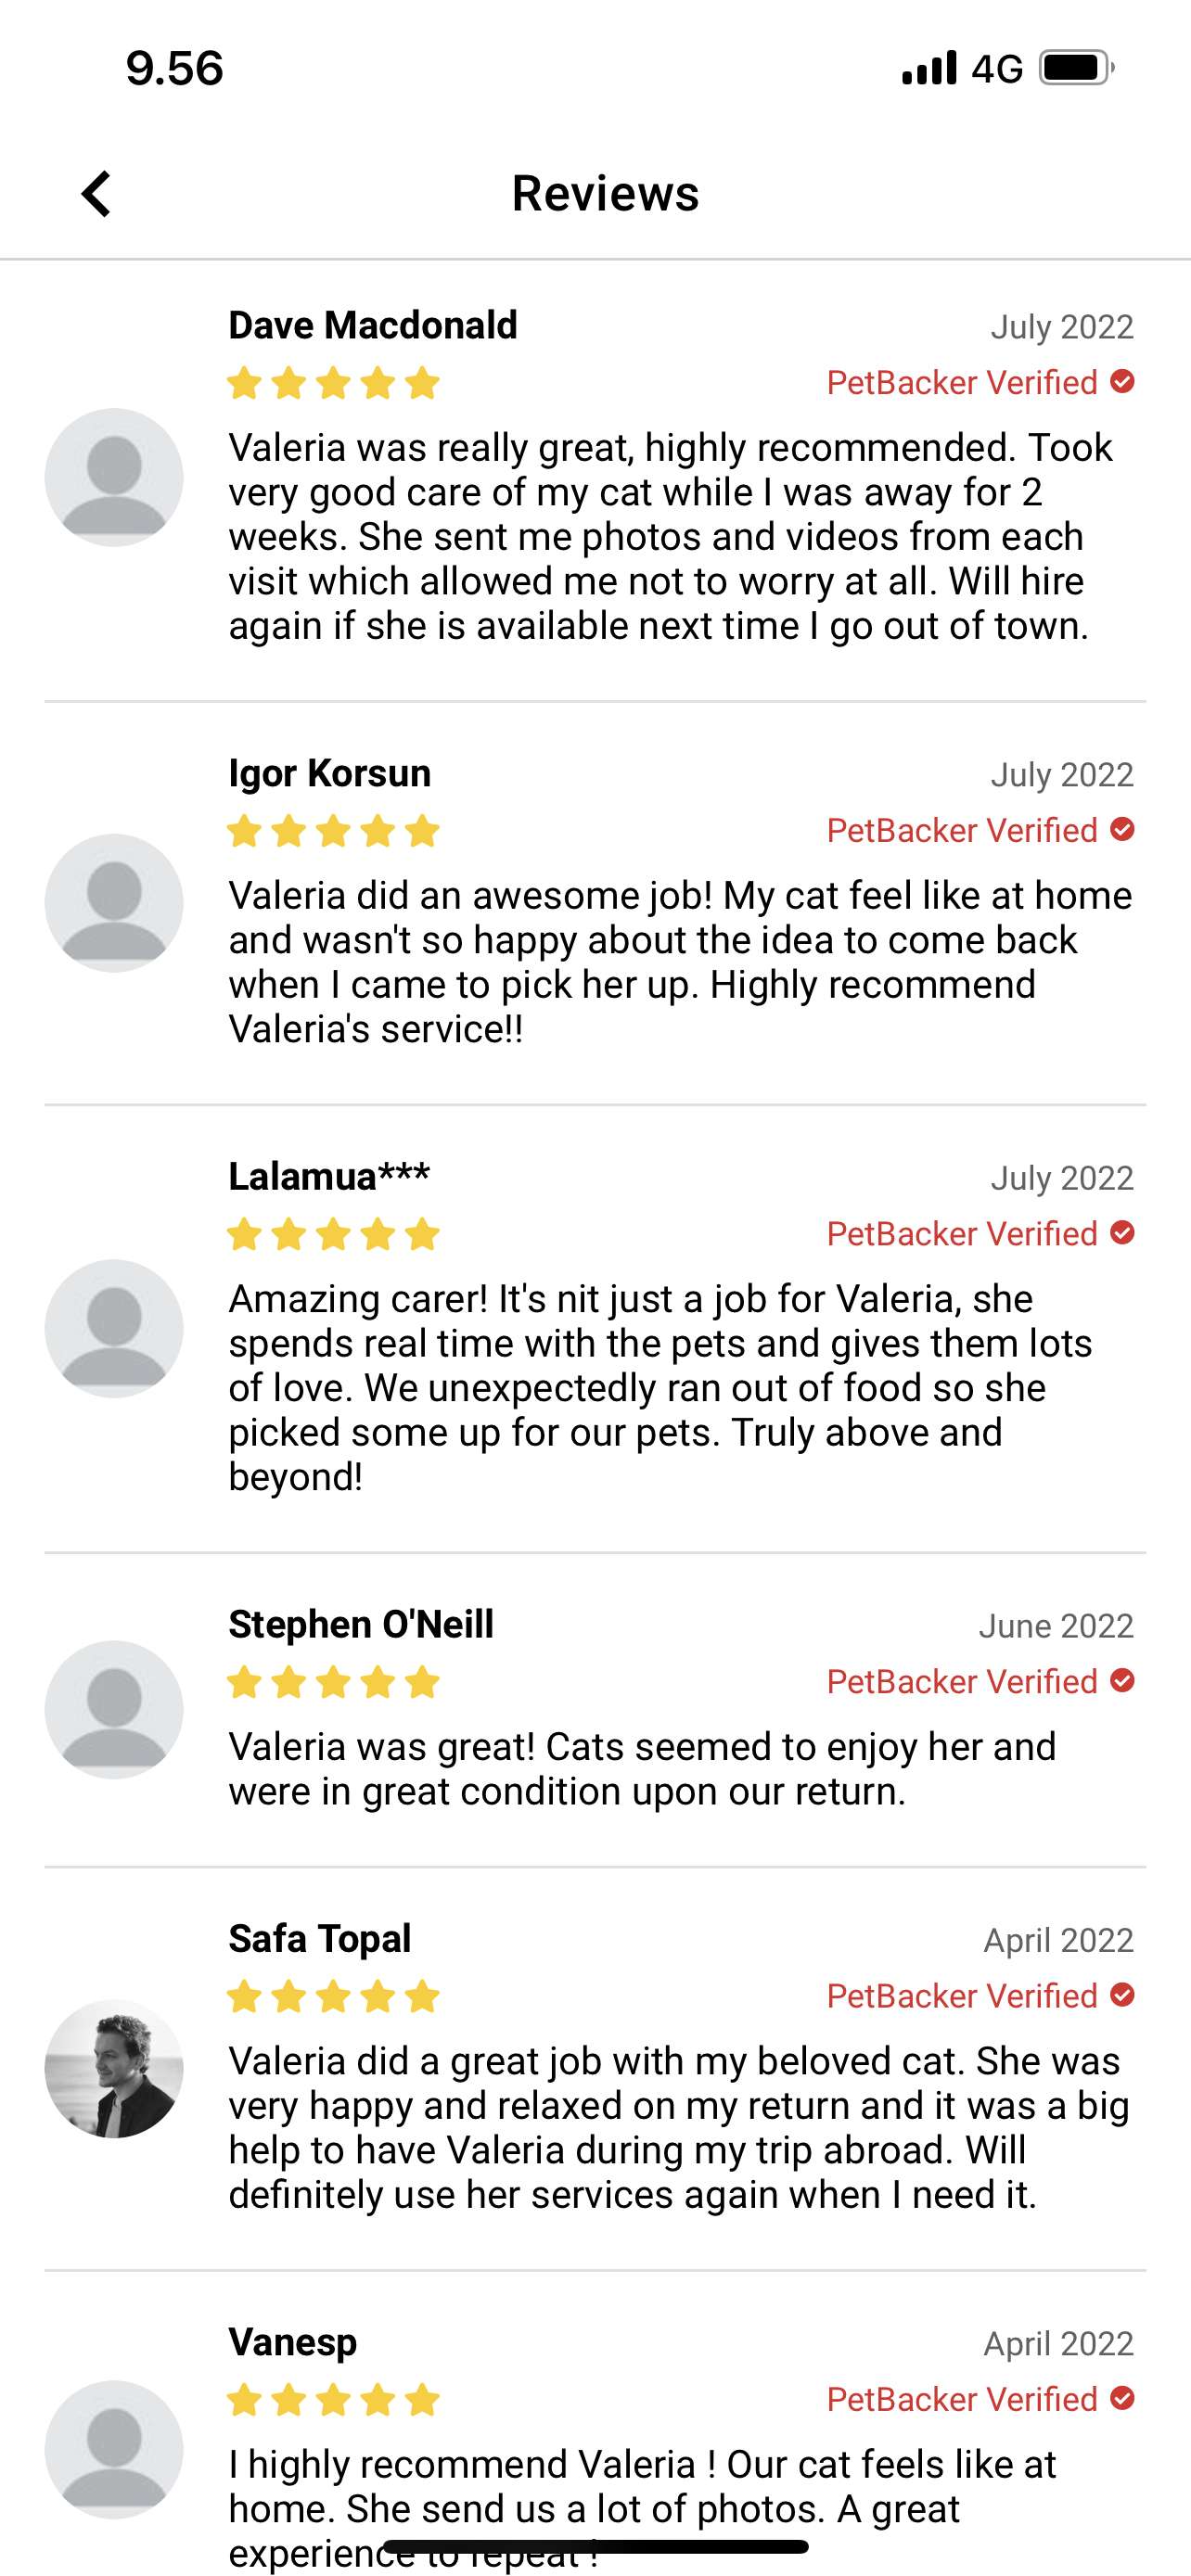 9.56
4G
Reviews
Dave Macdonald
July 2022
PetBacker Verified
Valeria was really great, highly recommended. Took
very good care of my cat while I was away for 2
weeks. She sent me photos and videos from each
visit which allowed me not to worry at all. Will hire
again if she is available next time I go out of town.
Igor Korsun
July 2022
PetBacker Verified
Valeria did an awesome job! My cat feel like at home
and wasn't so happy about the idea to come back
when I came to pick her up. Highly recommend
Valeria's service!!
Lalamua***
July 2022
PetBacker Verified
Amazing carer! It's nit just a job for Valeria, she
spends real time with the pets and gives them lots
of love. We unexpectedly ran out of food so she
picked some up for our pets. Truly above and
beyond!
Stephen O'Neill
June 2022
PetBacker Verified
Valeria was great! Cats seemed to enjoy her and
were in great condition upon our return.
Safa Topal
April 2022
PetBacker Verified
Valeria did a great job with my beloved cat. She was
very happy and relaxed on my return and it was a big
help to have Valeria during my trip abroad. Will
definitely use her services again when I need it.
Vanesp
April 2022
PetBacker Verified
I highly recommend Valeria ! Our cat feels like at
home. She send us a lot of photos. A great
experience to repeat !